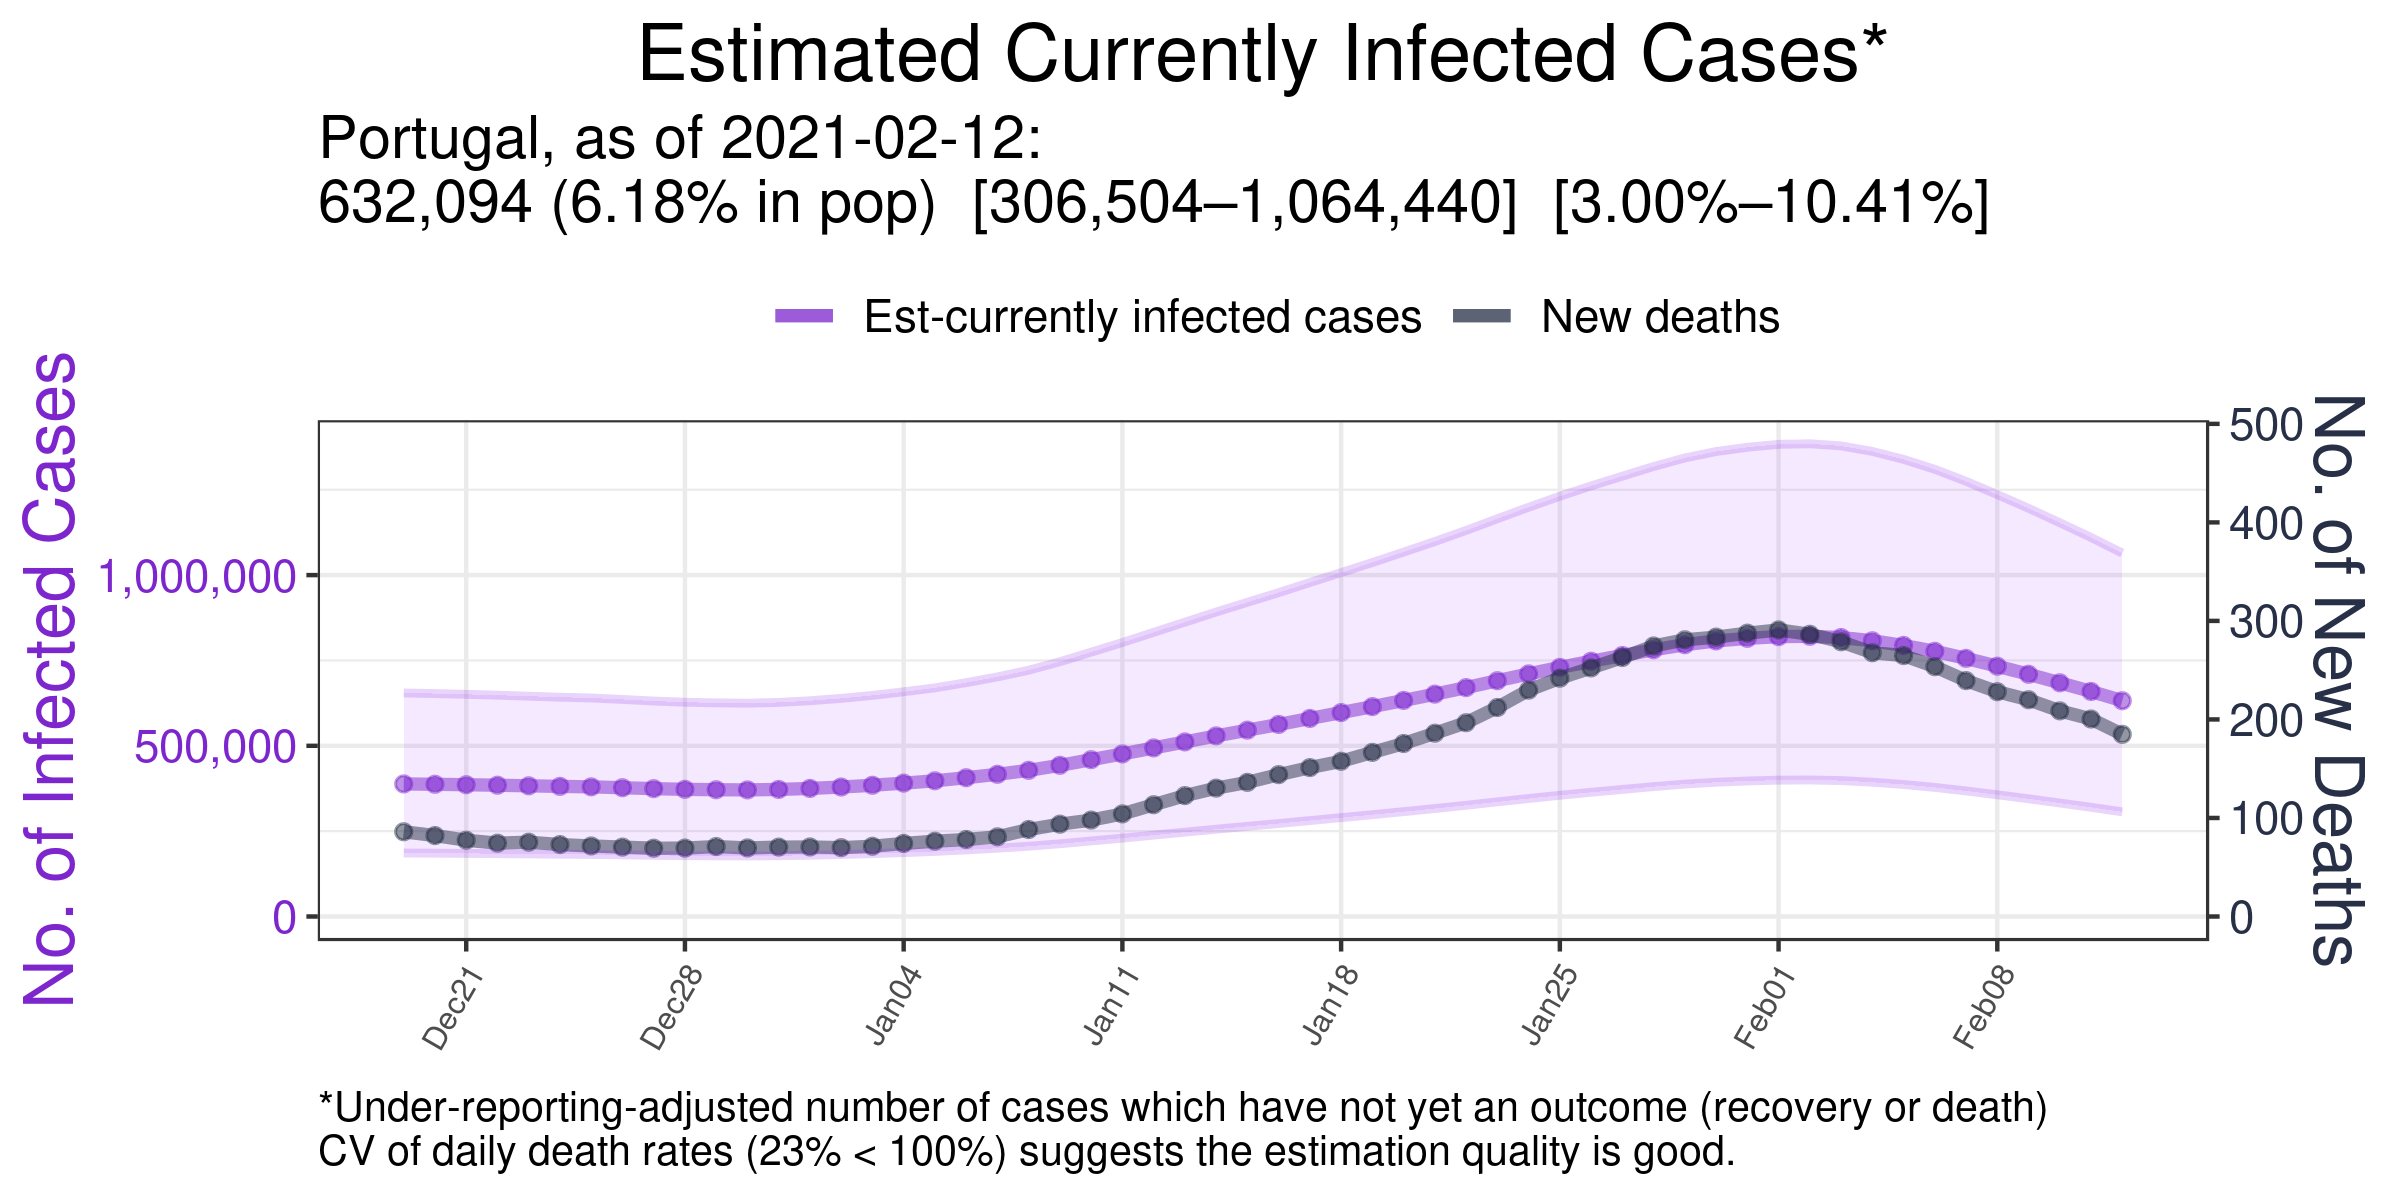 Estimated Currently Infected Cases*
Portugal, as of 2021-02-12:
632,094 (6.18% in pop) [306,504–1,064,440] [3.00%–10.41%]
Est-currently infected cases
New deaths
No. of Infected Cases
1,000,000
500,000
0
500
400
300
200
100
0
No. of New Deaths
Dec21
Dec28
Jan04
Jan11
Jan18
Jan25
Feb01
Feb08
*Under-reporting-adjusted number of cases which have not yet an outcome (recovery or death)
CV of daily death rates (23% < 100%) suggests the estimation quality is good.